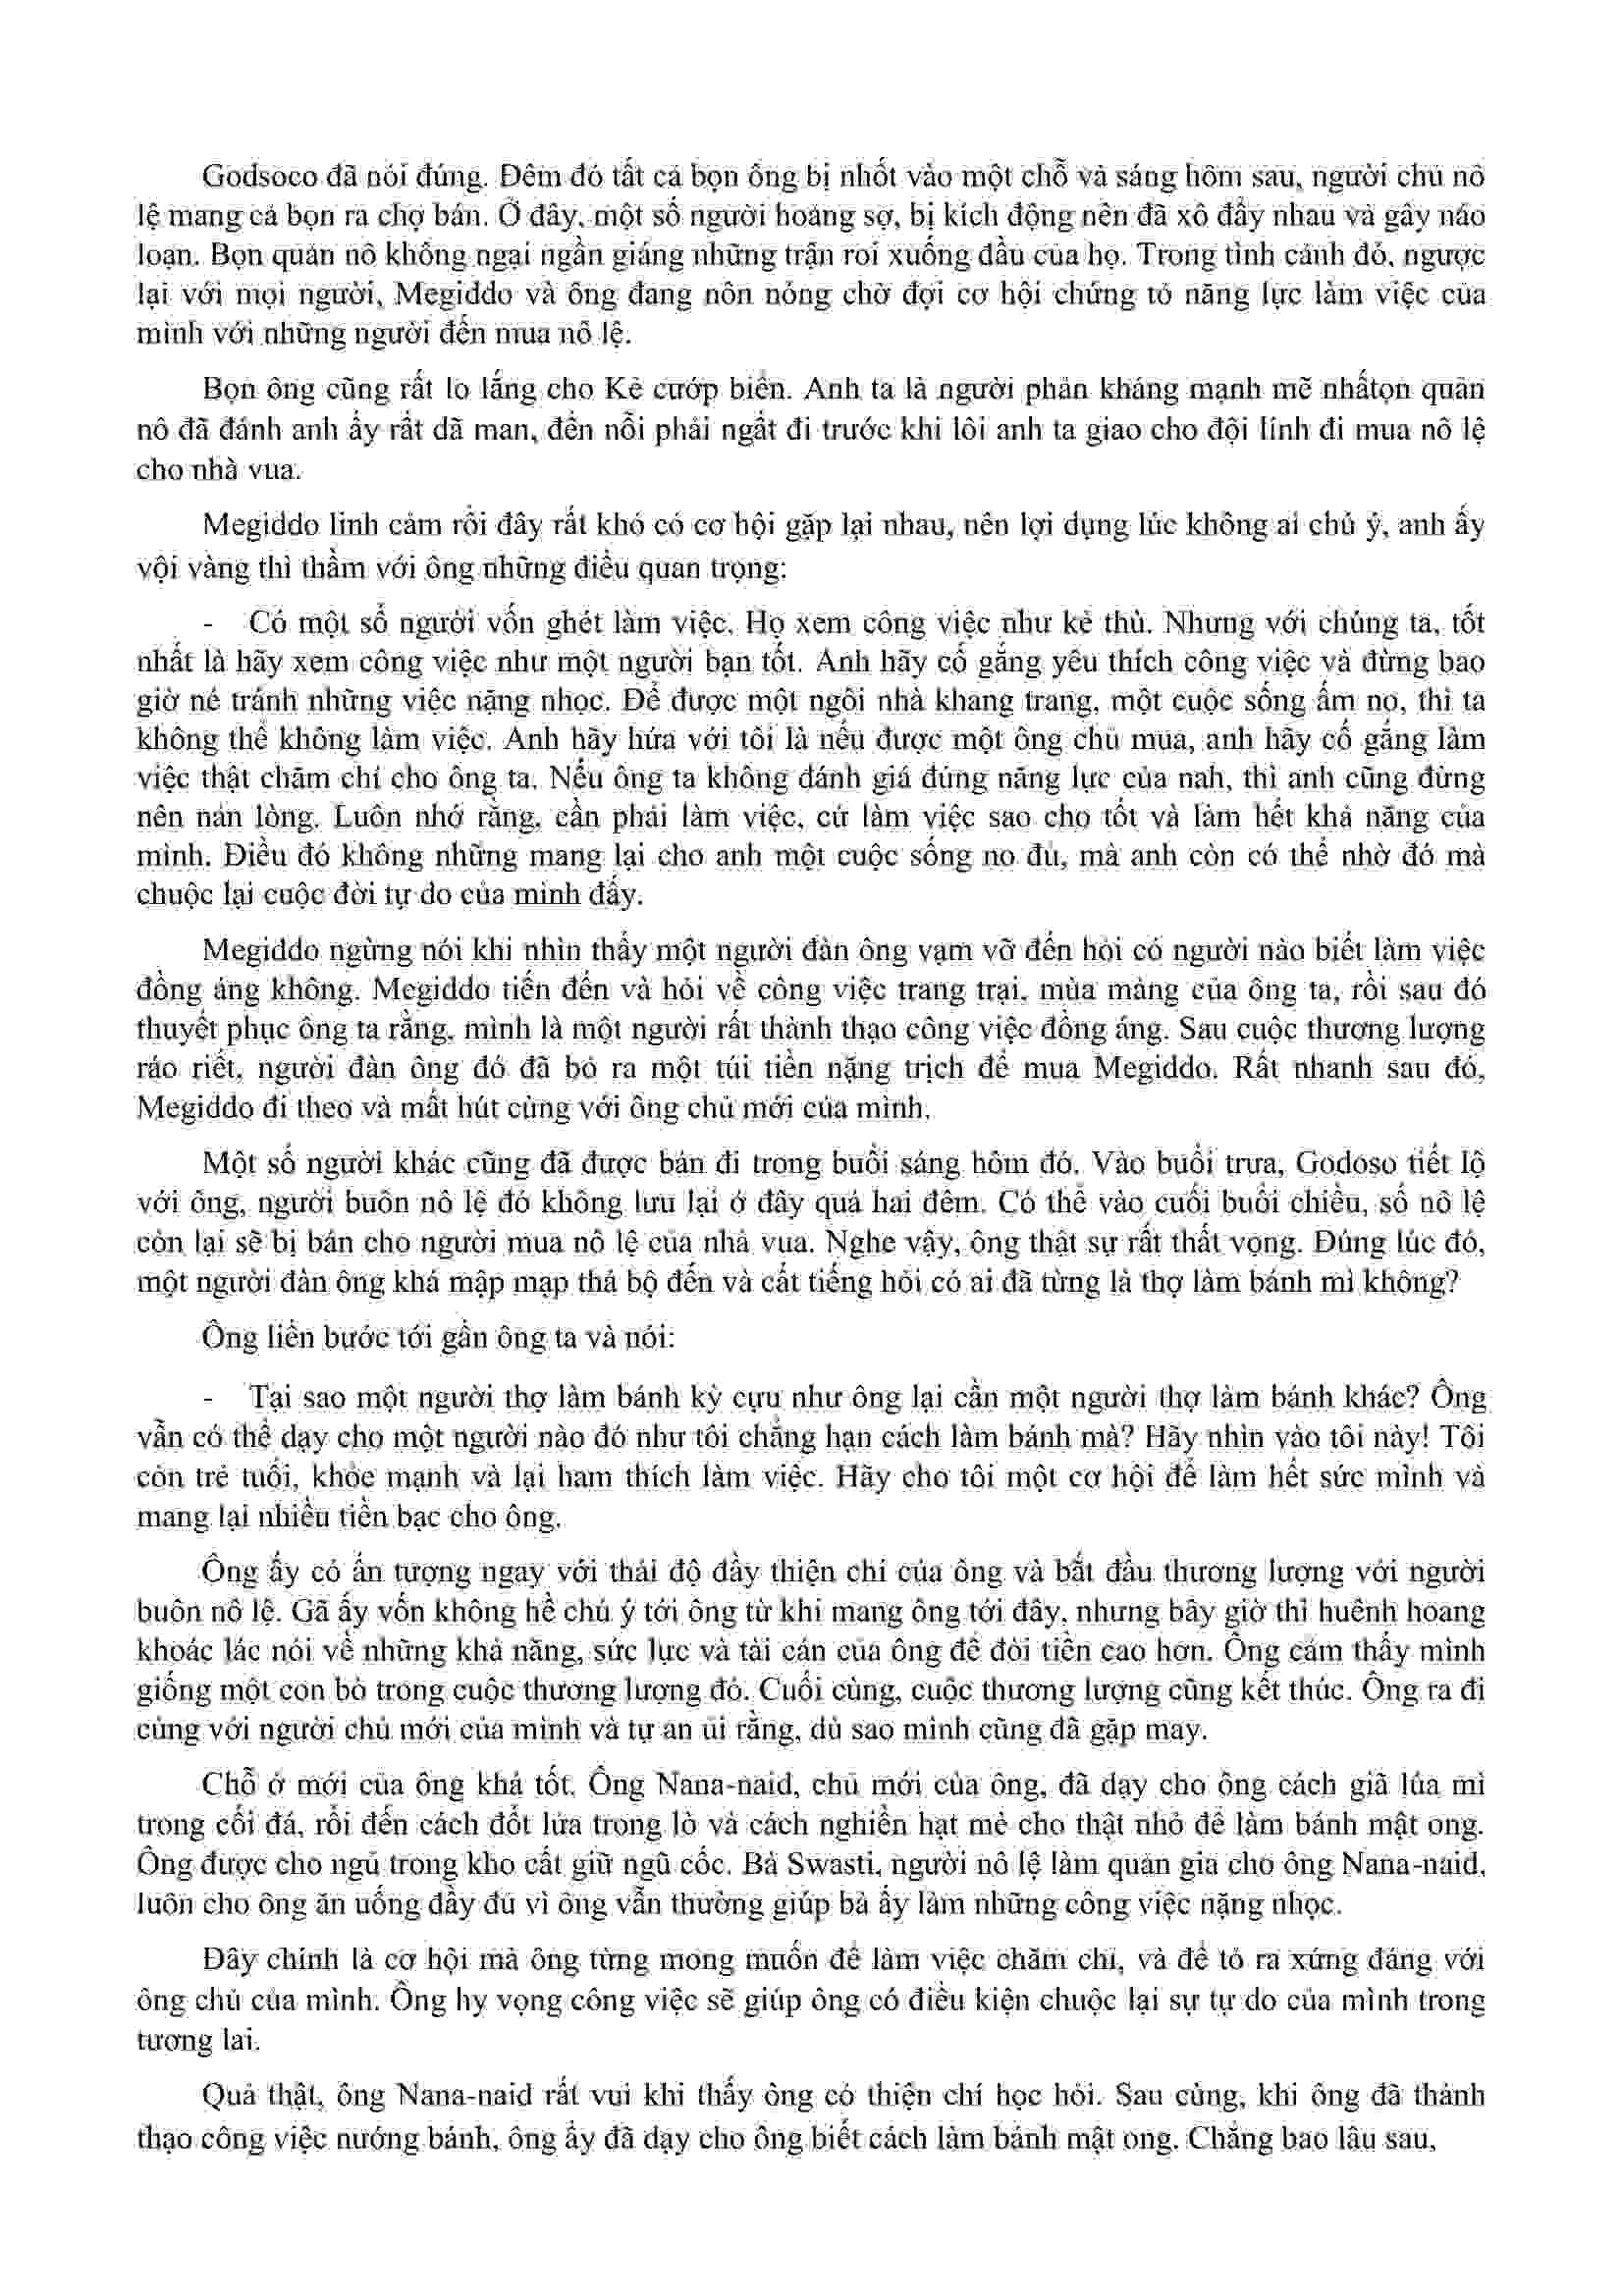 Godsoco đã nói đúng. Đêm đó tất cả bọn ông bị nhốt vào một chỗ và sáng hôm sau, người chủ nô
lệ mang cả bọn ra chợ bán. Ở đây, một số người hoảng sợ, bị kích động nên đã xô đẩy nhau và gây náo
loạn. Bọn quản nô không ngại ngần giáng những trận roi xuống đầu của họ. Trong tình cảnh đó, ngược
lại với mọi người, Megiddo và ông đang nôn nóng chờ đợi cơ hội chứng tỏ năng lực làm việc của
mình với những người đến mua nô lệ.
Bọn ông cũng rất lo lắng cho Kẻ cướp biển. Anh ta là người phản kháng mạnh mẽ nhấtọn quản
nô đã đánh anh ấy rất dã man, đến nỗi phải ngất đi trước khi lôi anh ta giao cho đội lính đi mua nô lệ
cho nhà vua.
Megiddo linh cảm rồi đây rất khó có cơ hội gặp lại nhau, nên lợi dụng lúc không ai chú ý, anh ấy
vội vàng thì thầm với ông những điều quan trọng:
- Có một số người vốn ghét làm việc. Họ xem công việc như kẻ thù. Nhưng với chúng ta, tốt
nhất là hãy xem công việc như một người bạn tốt. Anh hãy cố gắng yêu thích công việc và đừng bao
giờ né tránh những việc nặng nhọc. Để được một ngôi nhà khang trang, một cuộc sống ấm no, thì ta
không thể không làm việc. Anh hãy hứa với tôi là nếu được một ông chủ mua, anh hãy cố gắng làm
việc thật chăm chỉ cho ông ta. Nếu ông ta không đánh giá đúng năng lực của nah, thì anh cũng đừng
nên nản lòng. Luôn nhớ rằng, cần phải làm việc, cứ làm việc sao cho tốt và làm hết khả năng của
mình. Điều đó không những mang lại cho anh một cuộc sống no đủ, mà anh còn có thể nhờ đó mà
chuộc lại cuộc đời tự do của mình đấy.
Megiddo ngừng nói khi nhìn thấy một người đàn ông vạm vỡ đến hỏi có người nào biết làm việc
đồng áng không. Megiddo tiến đến và hỏi về công việc trang trại, mùa màng của ông ta, rồi sau đó
thuyết phục ông ta rằng, mình là một người rất thành thạo công việc đồng áng. Sau cuộc thương lượng
ráo riết, người đàn ông đó đã bỏ ra một túi tiền nặng trịch để mua Megiddo. Rất nhanh sau đó,
Megiddo đi theo và mất hút cùng với ông chủ mới của mình.
Một số người khác cũng đã được bán đi trong buổi sáng hôm đó. Vào buổi trưa, Godoso tiết lộ
với ông, người buôn nô lệ đó không lưu lại ở đây quá hai đêm. Có thể vào cuối buổi chiều, số nô lệ
còn lại sẽ bị bán cho người mua nô lệ của nhà vua. Nghe vậy, ông thật sự rất thất vọng. Đúng lúc đó,
một người đàn ông khá mập mạp thả bộ đến và cất tiếng hỏi có ai đã từng là thợ làm bánh mì không?
Ông liền bước tới gần ông ta và nói:
- Tại sao một người thợ làm bánh kỳ cựu như ông lại cần một người thợ làm bánh khác? Ông
vẫn có thể dạy cho một người nào đó như tôi chẳng hạn cách làm bánh mà? Hãy nhìn vào tôi này! Tôi
còn trẻ tuổi, khỏe mạnh và lại ham thích làm việc. Hãy cho tôi một cơ hội để làm hết sức mình và
mang lại nhiều tiền bạc cho ông.
Ông ấy có ấn tượng ngay với thái độ đầy thiện chí của ông và bắt đầu thương lượng với người
buôn nô lệ. Gã ấy vốn không hề chú ý tới ông từ khi mang ông tới đây, nhưng bây giờ thì huênh hoang
khoác lác nói về những khả năng, sức lực và tài cán của ông để đòi tiền cao hơn. Ông cảm thấy mình
giống một con bò trong cuộc thương lượng đó. Cuối cùng, cuộc thương lượng cũng kết thúc. Ông ra đi
cùng với người chủ mới của mình và tự an ủi rằng, dù sao mình cũng đã gặp may.
Chỗ ở mới của ông khá tốt. Ông Nana-naid, chủ mới của ông, đã dạy cho ông cách giã lúa mì
trong cối đá, rồi đến cách đốt lửa trong lò và cách nghiền hạt mè cho thật nhỏ để làm bánh mật ong.
Ông được cho ngủ trong kho cất giữ ngũ cốc. Bà Swasti, người nô lệ làm quản gia cho ông Nana-naid,
luôn cho ông ăn uống đầy đủ vì ông vẫn thường giúp bà ấy làm những công việc nặng nhọc.
Đây chính là cơ hội mà ông từng mong muốn để làm việc chăm chỉ, và để tỏ ra xứng đáng với
ông chủ của mình. Ông hy vọng công việc sẽ giúp ông có điều kiện chuộc lại sự tự do của mình trong
tương lai.
Quả thật, ông Nana-naid rất vui khi thấy ông có thiện chí học hỏi. Sau cùng, khi ông đã thành
thạo công việc nướng bánh, ông ấy đã dạy cho ông biết cách làm bánh mật ong. Chẳng bao lâu sau,